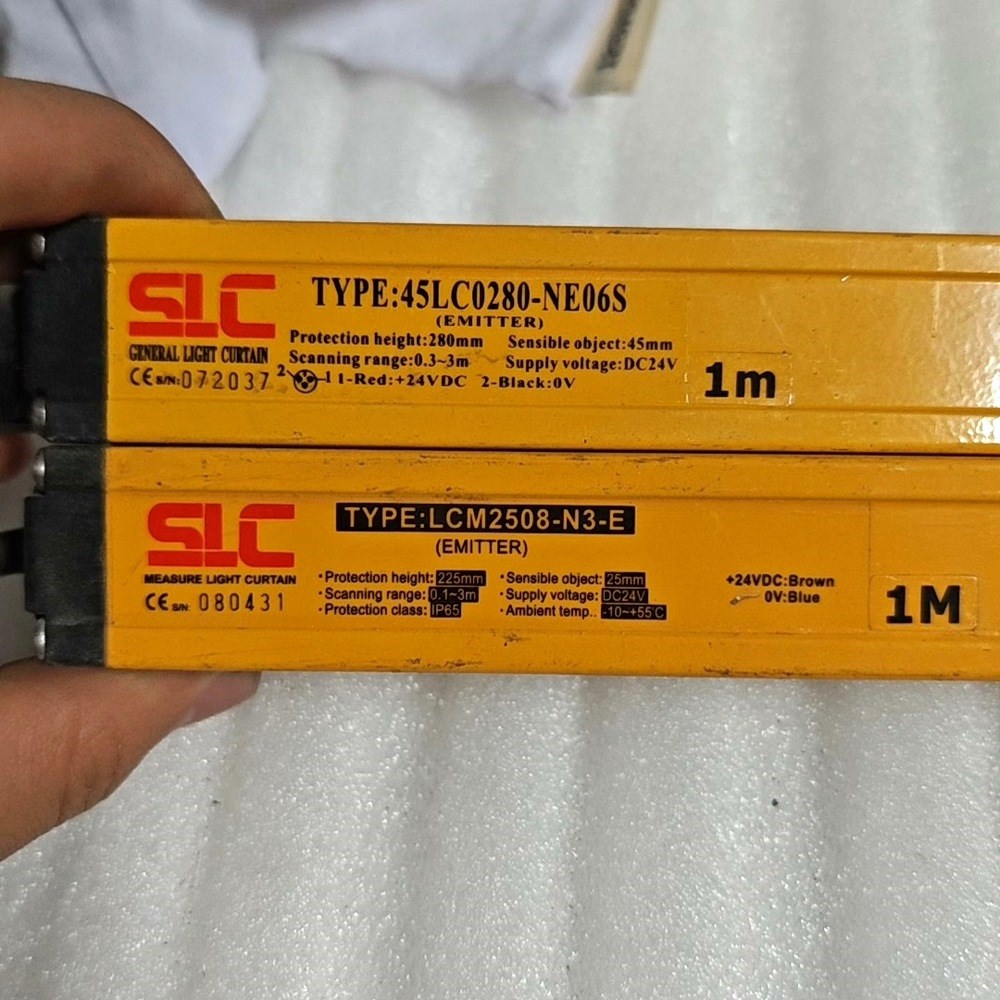 SLC
GENERAL LIGHT CURTAIN
CE S/N: 072037
TYPE:45LC0280-NE06S
(EMITTER)
Protection height:280mm Sensible object:45mm
Scanning range:0.3~3m Supply voltage:DC24V
2 1 1-Red:+24VDC 2-Black:0V
1m
SLC
MEASURE LIGHT CURTAIN
CE S/N: 080431
TYPE:LCM2508-N3-E
(EMITTER)
·Protection height: 225mm ·Sensible object: 25mm
·Scanning range: 0.1~3m ·Supply voltage: DC24V
·Protection class: IP65 ·Ambient temp.. -10~+55℃
+24VDC:Brown
0V:Blue
1M